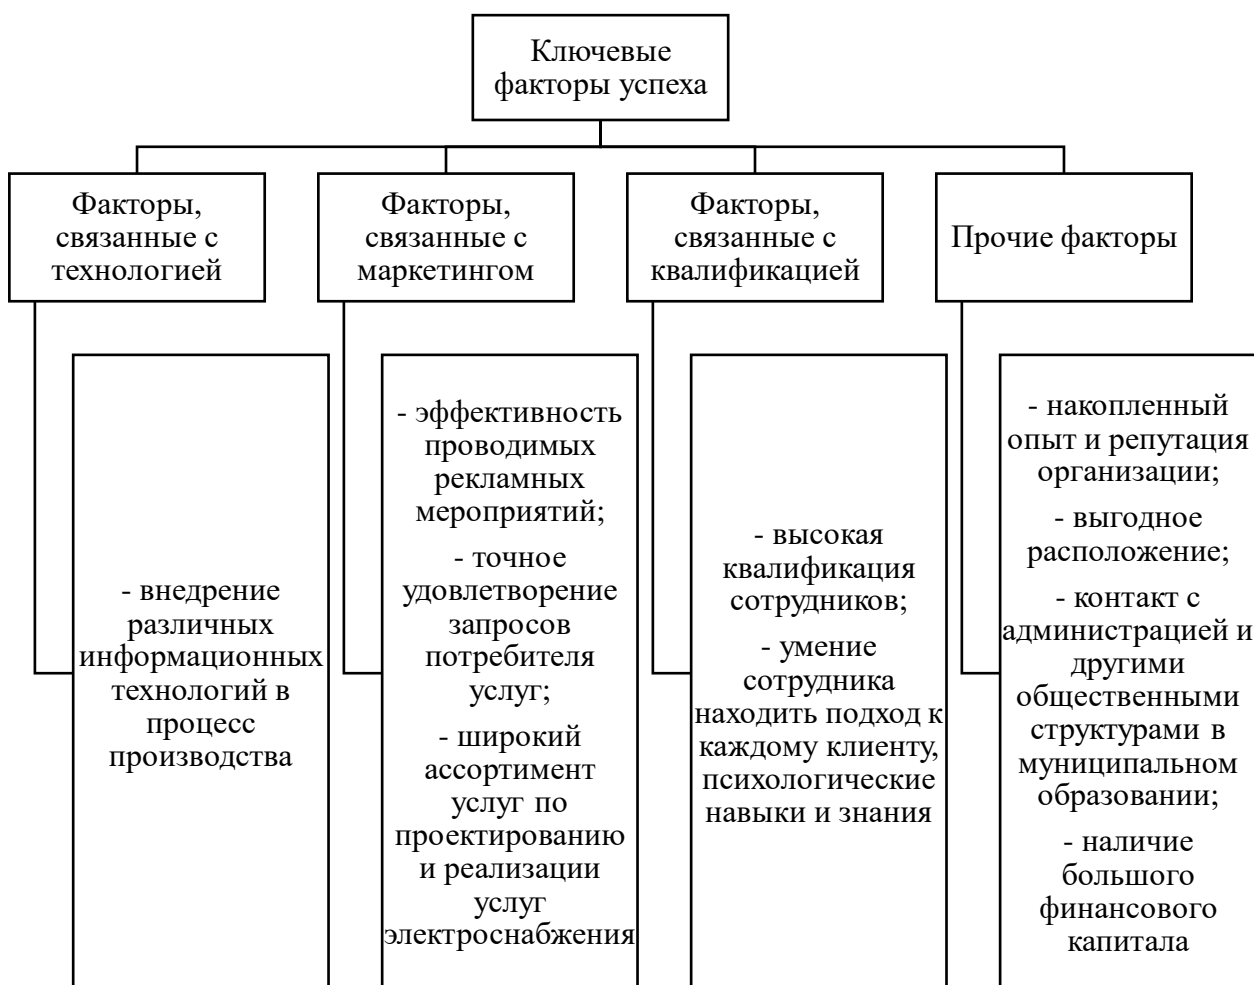 Ключевые
факторы успеха
Факторы,
связанные с
технологией
Факторы,
связанные с
маркетингом
Факторы,
связанные с
квалификацией
Прочие факторы
- внедрение
различных
информационных
технологий в
процесс
производства
- эффективность
проводимых
рекламных
мероприятий;
- точное
удовлетворение
запросов
потребителя
услуг;
- широкий
ассортимент
услуг по
проектированию
и реализации
услуг
электроснабжения
- высокая
квалификация
сотрудников;
- умение
сотрудника
находить подход к
каждому клиенту,
психологические
навыки и знания
- накопленный
опыт и репутация
организации;
- выгодное
расположение;
- контакт с
администрацией и
другими
общественными
структурами в
муниципальном
образовании;
- наличие
большого
финансового
капитала